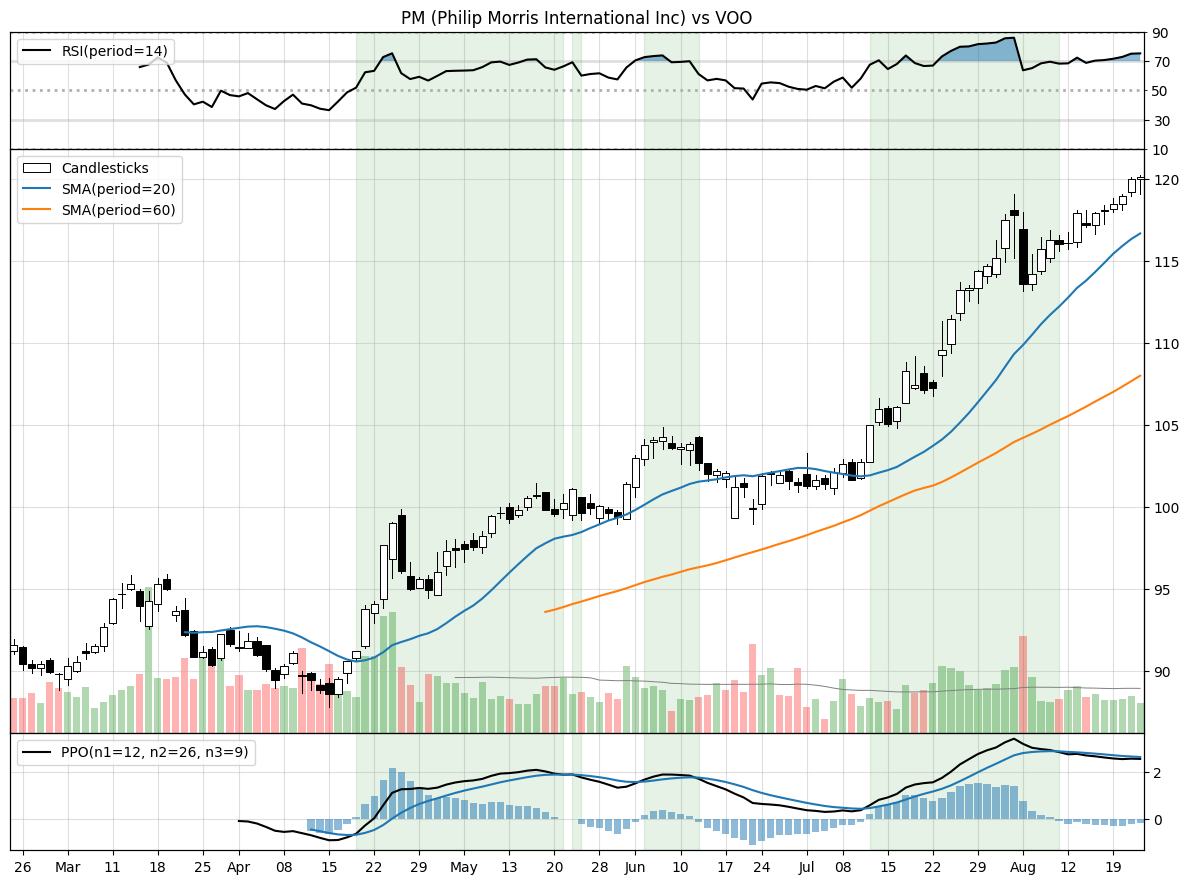 PM (Philip Morris International Inc) vs VOO
RSI(period=14)
90
70
50
30
10
Candlesticks
SMA(period=20)
SMA(period=60)
120
115
110
105
100
95
90
PPO(n1=12, n2=26, n3=9)
2
0
26 Mar 11 18 25 Apr 08 15 22 29 May 13 20 28 Jun 10 17 24 Jul 08 15 22 29 Aug 12 19